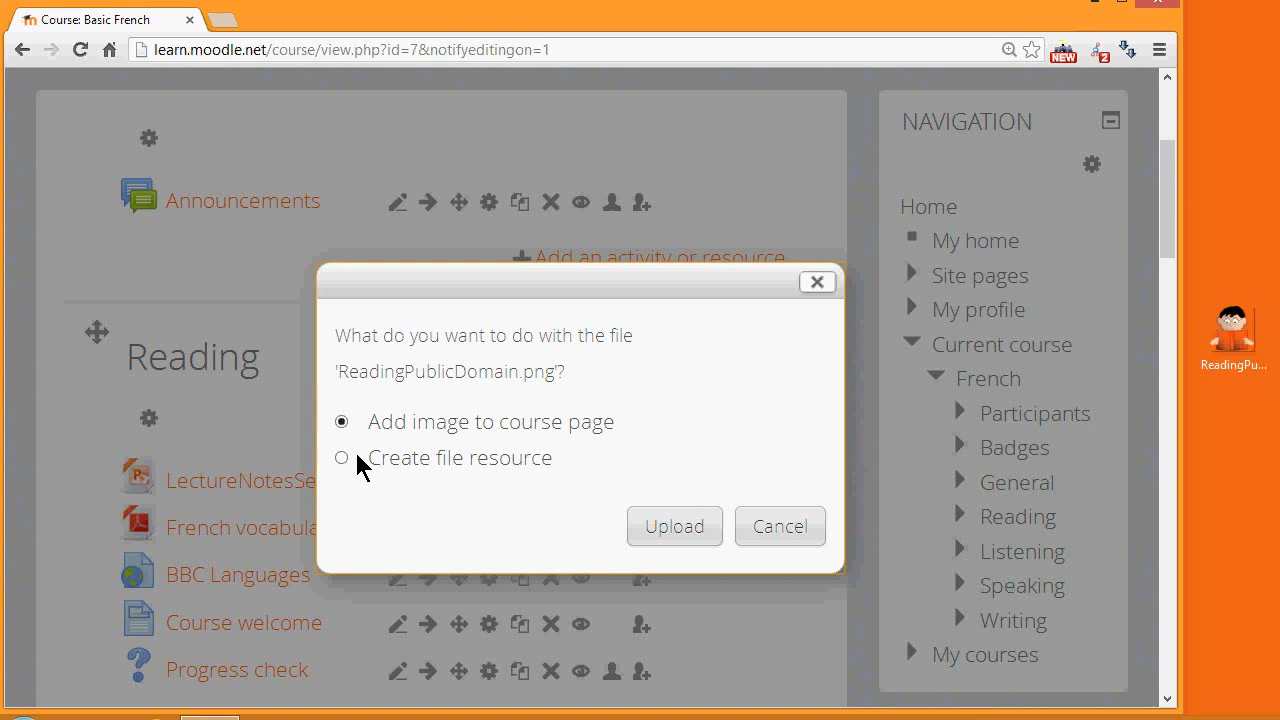 Course: Basic French
learn.moodle.net/course/view.php?id=7&notifyeditingon=1
NEW
2
Announcements
Add an activity or resource
Reading
LectureNotesSe
French vocabula
BBC Languages
Course welcome
Progress check
What do you want to do with the file
'ReadingPublicDomain.png'?
Add image to course page
Create file resource
Upload
Cancel
NAVIGATION
Home
My home
Site pages
My profile
Current course
French
Participants
Badges
General
Reading
Listening
Speaking
Writing
My courses
ReadingPu...